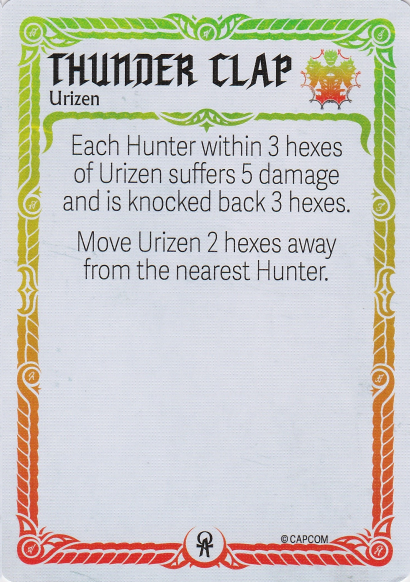 THUNDER CLAP
Urizen
Each Hunter within 3 hexes
of Urizen suffers 5 damage
and is knocked back 3 hexes.
Move Urizen 2 hexes away
from the nearest Hunter.
© CAPCOM